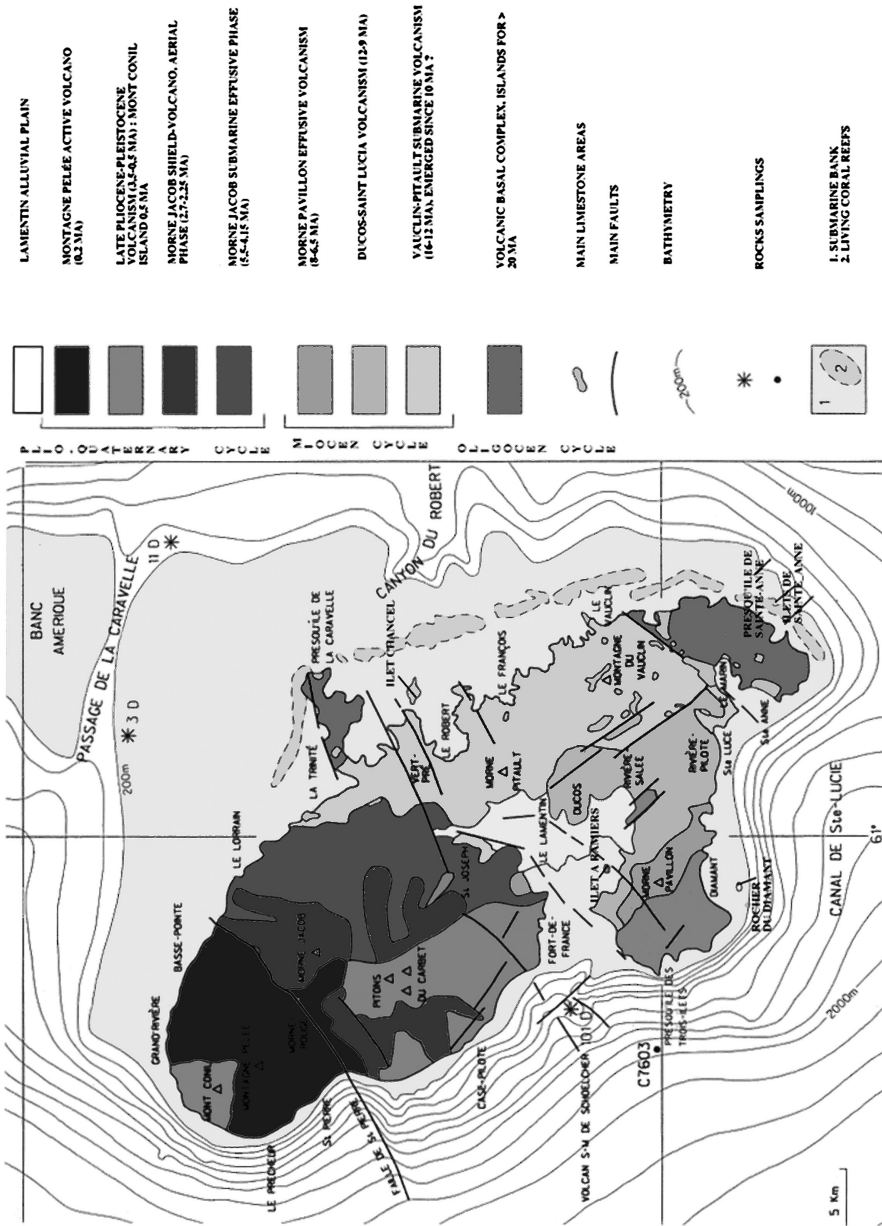 LAMENTIN ALLUVIAL PLAIN
MONTAGNE PELÉE ACTIVE VOLCANO
(0.2 MA)
LATE PLIOCENE-PLEISTOCENE
VOLCANISM (3,5-0,5 MA) : MONT CONIL
ISLAND 0.5 MA
MORNE JACOB SHIELD-VOLCANO, AERIAL
PHASE (2.7-2.25 MA)
MORNE JACOB SUBMARINE EFFUSIVE PHASE
(5.5-4.15 MA)
MORNE PAVILLON EFFUSIVE VOLCANISM
(8-6.5 MA)
DUCOS-SAINT LUCIA VOLCANISM (12-9 MA)
VAUCLIN-PITAULT SUBMARINE VOLCANISM
(16-12 MA), EMERGED SINCE 10 MA ?
VOLCANIC BASAL COMPLEX, ISLANDS FOR >
20 MA
MAIN LIMESTONE AREAS
MAIN FAULTS
BATHYMETRY
ROCKS SAMPLINGS
1. SUBMARINE BANK
2. LIVING CORAL REEFS
~200m
1
2
PLIO-QUATERNARY CYCLE
MIOCEN CYCLE
OLIGOCEN CYCLE
BANC
AMÉRIQUE
PASSAGE DE LA CARAVELLE
11 D
3 D
200m
CANYON DU ROBERT
1000m
PRESQU'ILE DE
LA CARAVELLE
LA TRINITÉ
ILET CHANCEL
LE ROBERT
VERT-
PRÉ
LE FRANÇOIS
MORNE
PITAULT
LE
VAUCLIN
MONTAGNE
DU
VAUCLIN
PRESQU'ILE DE
SAINTE-ANNE
ILETS DE
SAINTE_ANNE
LE MARIN
Ste ANNE
Ste LUCE
RIVIÈRE-
PILOTE
RIVIÈRE
SALÉE
DUCOS
LE LAMENTIN
ILET A RAMIERS
LE LORRAIN
BASSE-POINTE
GRAND'RIVIÈRE
MONT CONIL
MONTAGNE PELÉE
MORNE
ROUGE
MORNE JACOB
PITONS
DU CARBET
St JOSEPH
FORT-DE-
FRANCE
MORNE
PAVILLON
DIAMANT
ROCHER
DU DIAMANT
CANAL DE Ste-LUCIE
61°
LE PRÊCHEUR
St PIERRE
FAILLE DE St PIERRE
CASE-PILOTE
VOLCAN S-M DE SCHOELCHER
101 D
C7603
PRESQU'ILE DES
TROIS-ILETS
2000m
5 Km